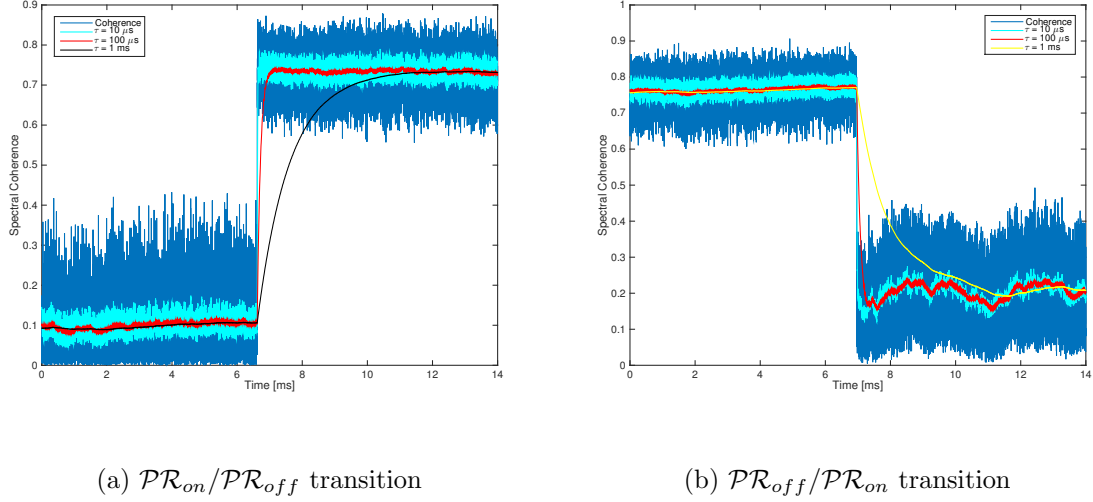 0.9
0.8
0.7
0.6
0.5
0.4
0.3
0.2
0.1
0
Spectral Coherence
Coherence
τ = 10 μs
τ = 100 μs
τ = 1 ms
0 2 4 6 8 10 12 14
Time [ms]
(a) PR_on/PR_off transition
1
0.9
0.8
0.7
0.6
0.5
0.4
0.3
0.2
0.1
0
Spectral Coherence
Coherence
τ = 10 μs
τ = 100 μs
τ = 1 ms
0 2 4 6 8 10 12 14
Time [ms]
(b) PR_off/PR_on transition